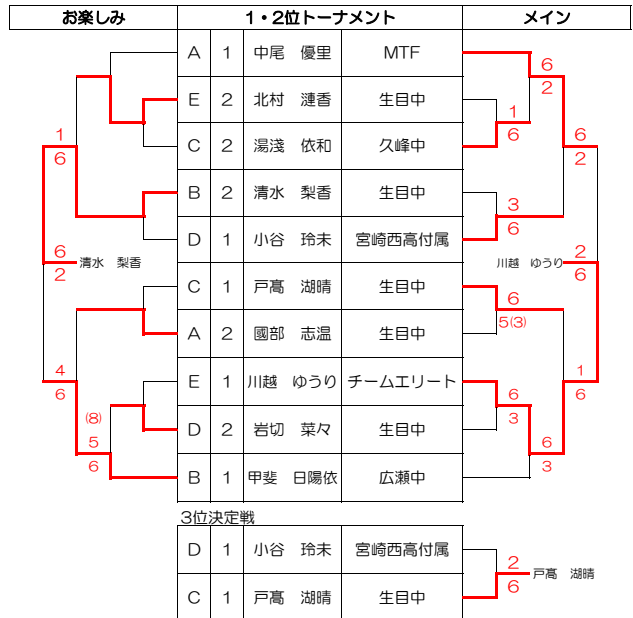 お楽しみ 1・2位トーナメント メイン
A 1 中尾 優里 MTF
6
2
E 2 北村 漣香 生目中
1
6
C 2 湯淺 依和 久峰中
1
6
6
2
B 2 清水 梨香 生目中
3
6
D 1 小谷 玲未 宮崎西高付属
6
2
清水 梨香
川越 ゆうり
2
6
C 1 戸髙 湖晴 生目中
6
5(3)
A 2 國部 志温 生目中
4
6
1
6
E 1 川越 ゆうり チームエリート
6
3
D 2 岩切 菜々 生目中
(8)
5
6
6
3
B 1 甲斐 日陽依 広瀬中
3位決定戦
D 1 小谷 玲未 宮崎西高付属
2
6
戸髙 湖晴
C 1 戸髙 湖晴 生目中